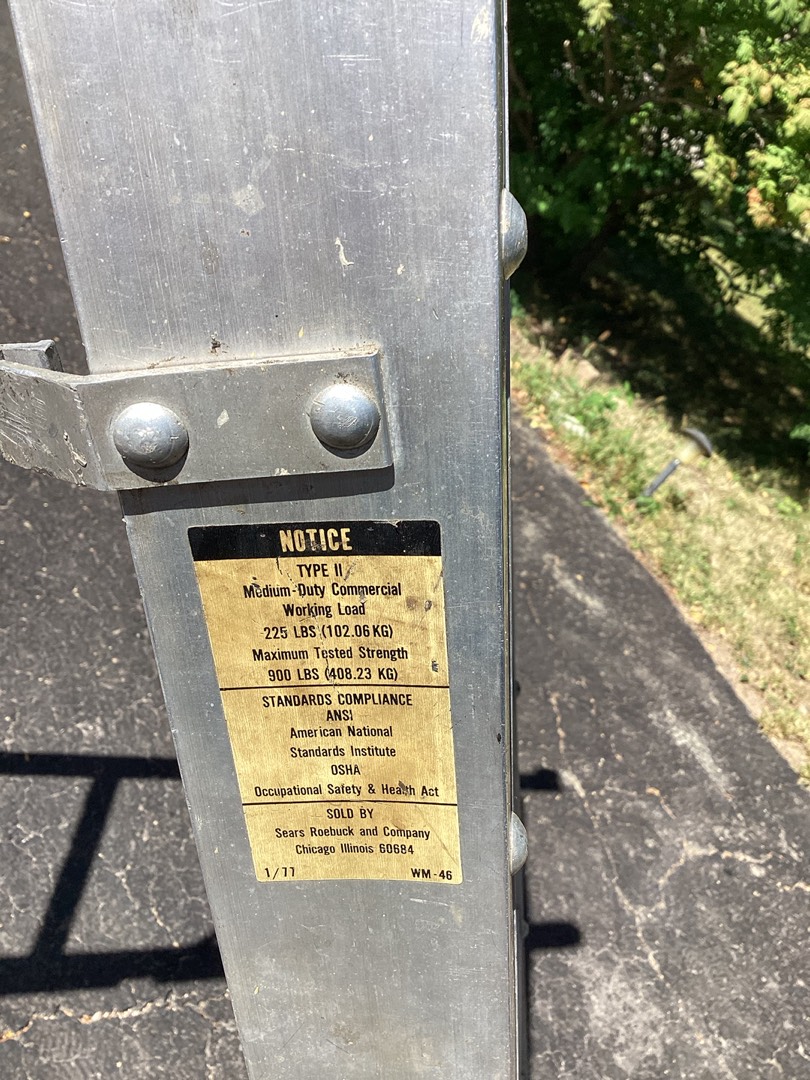 NOTICE
TYPE II
Medium-Duty Commercial
Working Load
225 LBS (102.06 KG)
Maximum Tested Strength
900 LBS (408.23 KG)
STANDARDS COMPLIANCE
ANSI
American National
Standards Institute
OSHA
Occupational Safety & Health Act
SOLD BY
Sears Roebuck and Company
Chicago Illinois 60684
1/77 WM-46